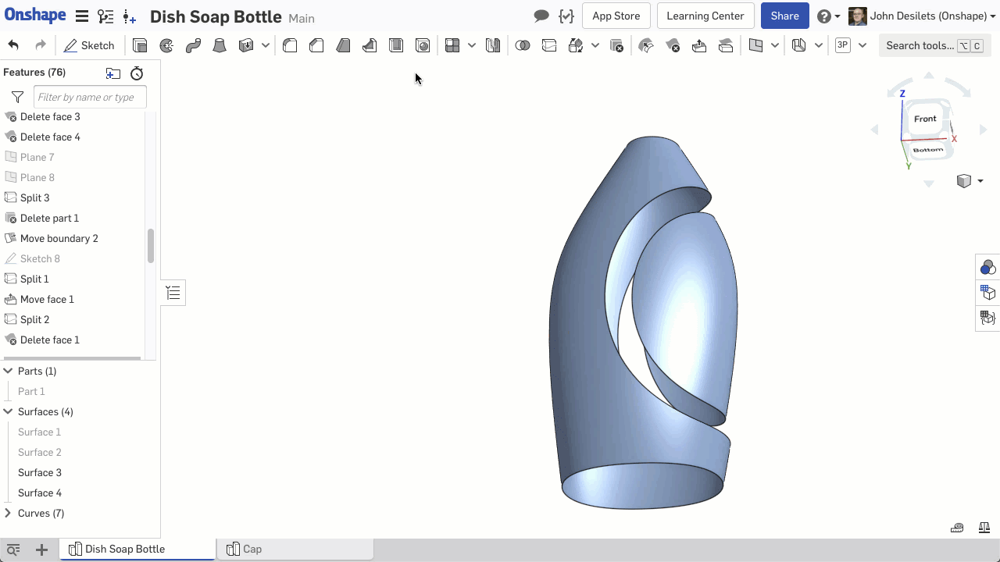 Onshape
Dish Soap Bottle Main
App Store
Learning Center
Share
John Desilets (Onshape)
Sketch
3P
Search tools... ⌥ C
Features (76)
Filter by name or type
Delete face 3
Delete face 4
Plane 7
Plane 8
Split 3
Delete part 1
Move boundary 2
Sketch 8
Split 1
Move face 1
Split 2
Delete face 1
Parts (1)
Part 1
Surfaces (4)
Surface 1
Surface 2
Surface 3
Surface 4
Curves (7)
Z
Front
X
Bottom
Y
Dish Soap Bottle
Cap